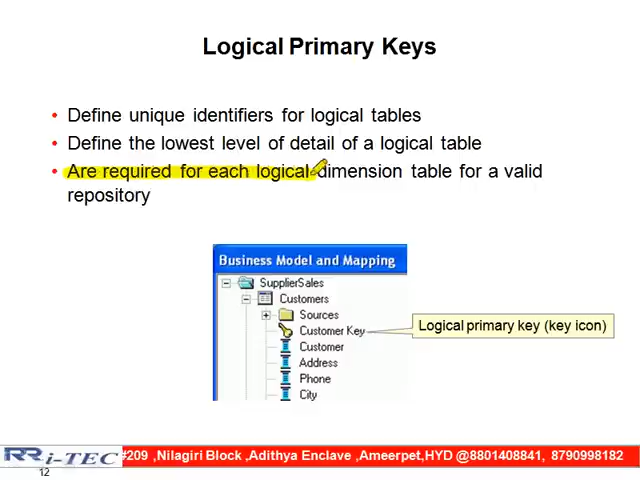 Logical Primary Keys
• Define unique identifiers for logical tables
• Define the lowest level of detail of a logical table
• Are required for each logical dimension table for a valid
repository
Business Model and Mapping
SupplierSales
Customers
Sources
Customer Key
Logical primary key (key icon)
Customer
Address
Phone
City
RR i-TEC #209 ,Nilagiri Block ,Adithya Enclave ,Ameerpet,HYD @8801408841, 8790998182
12